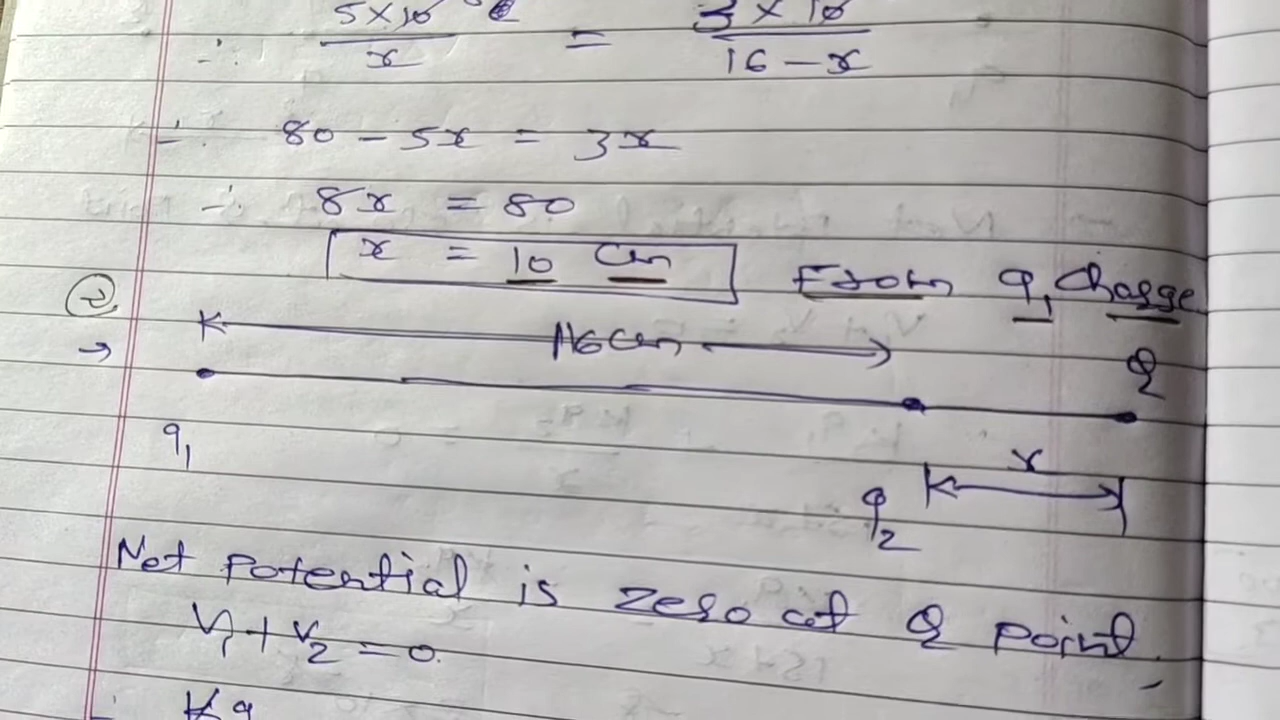 ∴ 5×10 / x = 3×10 / 16-x
∴ 80 - 5x = 3x
∴ 8x = 80
x = 10 cm From q1 Charge
②
→ 16cm
Q
q1 q2 x
Net Potential is zero at Q point.
V1 + V2 = 0.
∴ Kq